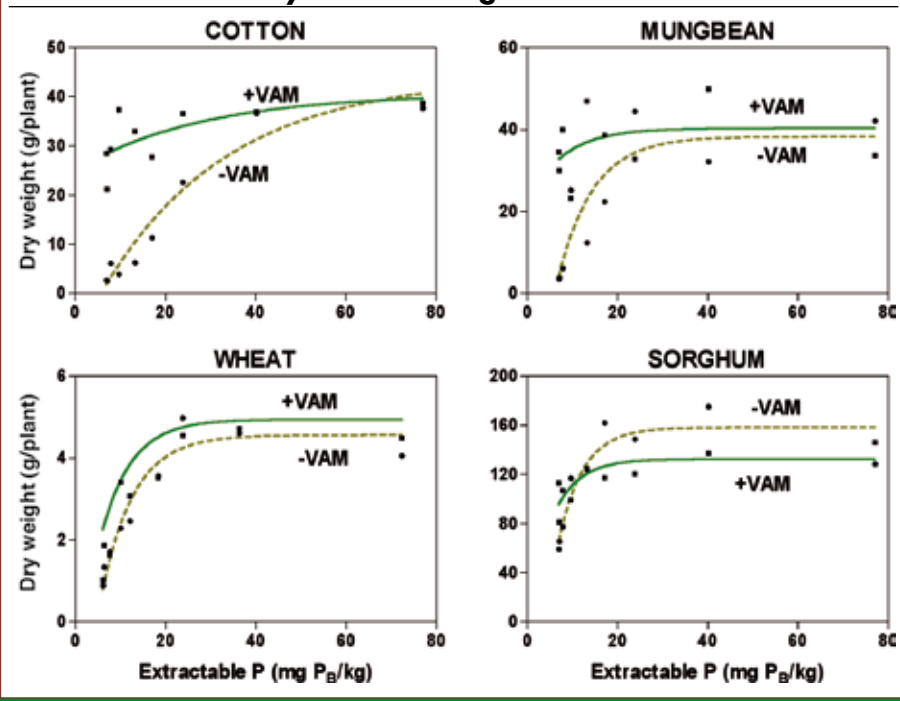 COTTON
MUNGBEAN
50
40
30
20
10
0
Dry weight (g/plant)
+VAM
-VAM
0 20 40 60 80
60
40
20
0
+VAM
-VAM
0 20 40 60 80
WHEAT
SORGHUM
6
4
2
0
Dry weight (g/plant)
+VAM
-VAM
0 20 40 60 80
Extractable P (mg P_B/kg)
200
160
120
80
40
0
-VAM
+VAM
0 20 40 60 80
Extractable P (mg P_B/kg)